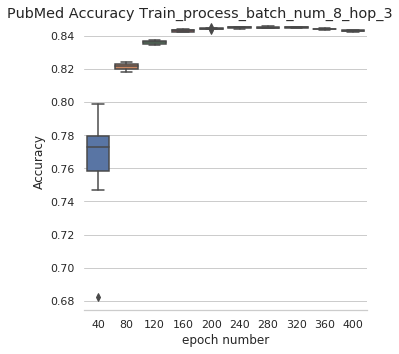 PubMed Accuracy Train_process_batch_num_8_hop_3
0.84
0.82
0.80
0.78
0.76
0.74
0.72
0.70
0.68
Accuracy
40 80 120 160 200 240 280 320 360 400
epoch number